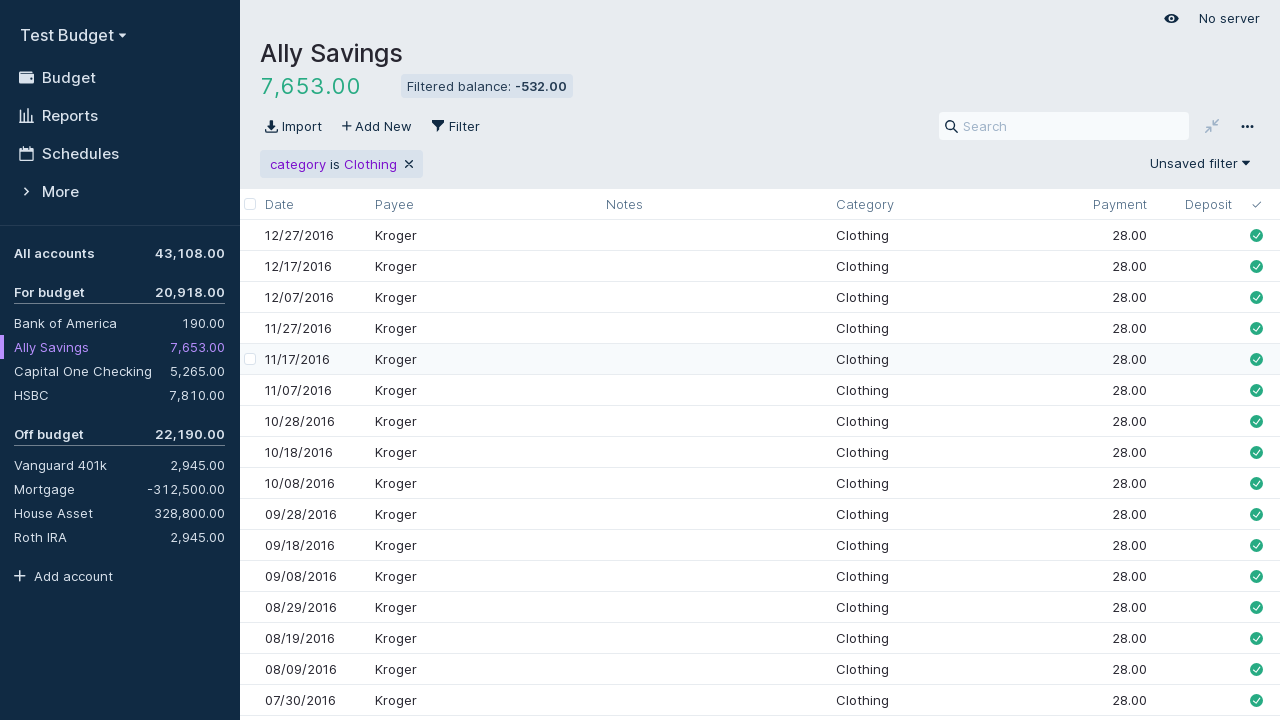 Test Budget
Budget
Reports
Schedules
More
All accounts 43,108.00
For budget 20,918.00
Bank of America 190.00
Ally Savings 7,653.00
Capital One Checking 5,265.00
HSBC 7,810.00
Off budget 22,190.00
Vanguard 401k 2,945.00
Mortgage -312,500.00
House Asset 328,800.00
Roth IRA 2,945.00
Add account
No server
Ally Savings
7,653.00 Filtered balance: -532.00
Import Add New Filter Search
category is Clothing Unsaved filter
Date Payee Notes Category Payment Deposit
12/27/2016 Kroger Clothing 28.00
12/17/2016 Kroger Clothing 28.00
12/07/2016 Kroger Clothing 28.00
11/27/2016 Kroger Clothing 28.00
11/17/2016 Kroger Clothing 28.00
11/07/2016 Kroger Clothing 28.00
10/28/2016 Kroger Clothing 28.00
10/18/2016 Kroger Clothing 28.00
10/08/2016 Kroger Clothing 28.00
09/28/2016 Kroger Clothing 28.00
09/18/2016 Kroger Clothing 28.00
09/08/2016 Kroger Clothing 28.00
08/29/2016 Kroger Clothing 28.00
08/19/2016 Kroger Clothing 28.00
08/09/2016 Kroger Clothing 28.00
07/30/2016 Kroger Clothing 28.00